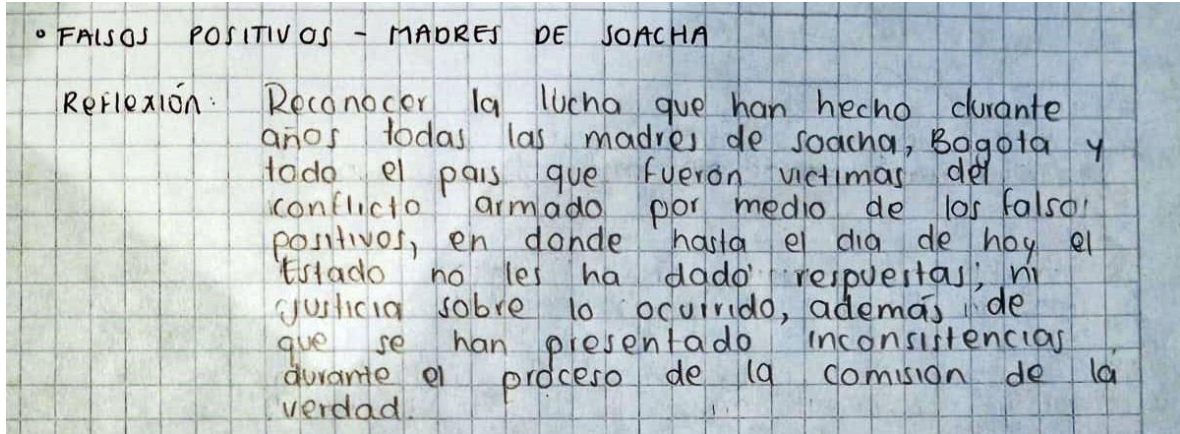 • FAlSOS POSITIVOS - MADRES DE SOACHA
Reflexión: Reconocer la lucha que han hecho durante
años todas las madres de soacha, Bogota y
todo el pais que fueron victimas del
conflicto armado por medio de los falsos
positivos, en donde hasta el dia de hoy el
Estado no les ha dado respuestas, ni
justicia sobre lo ocurrido, además de
que se han presentado inconsistencias
durante el proceso de la comision de la
verdad.